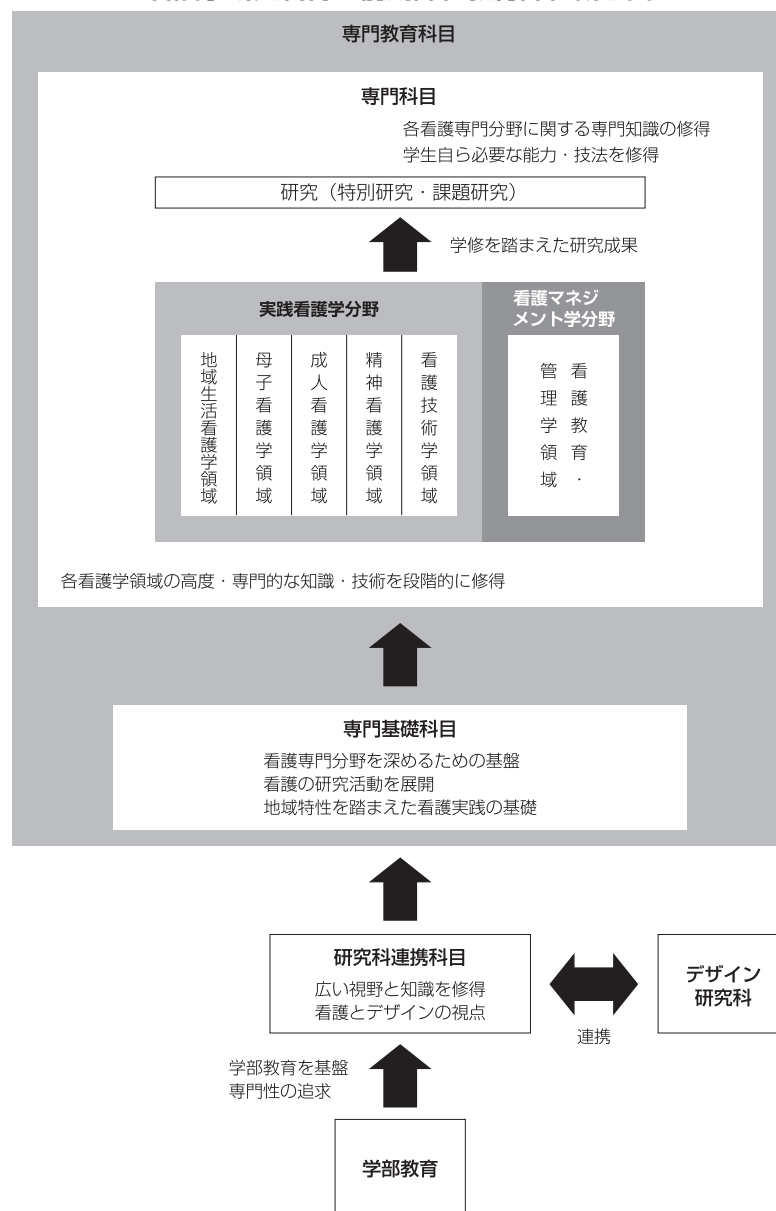 専門教育科目
専門科目
各看護専門分野に関する専門知識の修得
学生自ら必要な能力・技法を修得
研究（特別研究・課題研究）
学修を踏まえた研究成果
実践看護学分野
看護マネジ
メント学分野
地域生活看護学領域
母子看護学領域
成人看護学領域
精神看護学領域
看護技術学領域
看護教育・
管理学領域
各看護学領域の高度・専門的な知識・技術を段階的に修得
専門基礎科目
看護専門分野を深めるための基盤
看護の研究活動を展開
地域特性を踏まえた看護実践の基礎
研究科連携科目
広い視野と知識を修得
看護とデザインの視点
デザイン
研究科
連携
学部教育を基盤
専門性の追求
学部教育